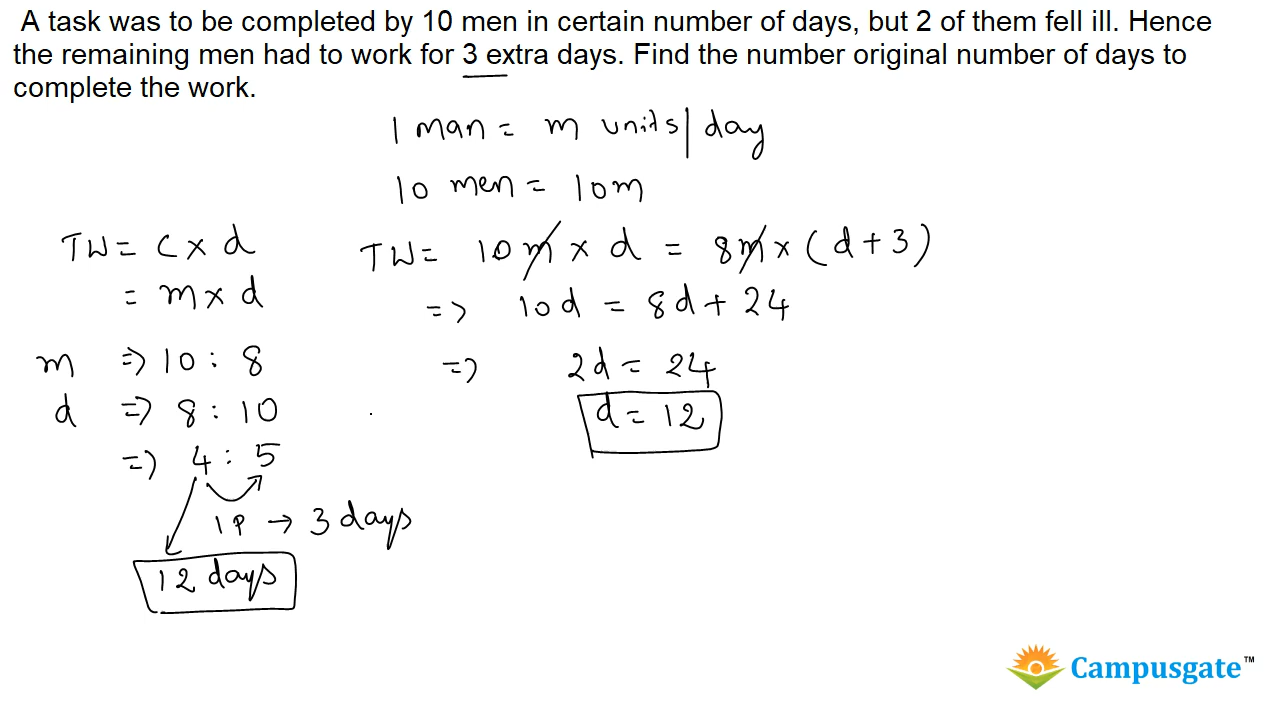 A task was to be completed by 10 men in certain number of days, but 2 of them fell ill. Hence
the remaining men had to work for 3 extra days. Find the number original number of days to
complete the work.
1 man = m units/day
10 men = 10m
TW = C x d
= m x d
m => 10 : 8
d => 8 : 10
=> 4 : 5
1P → 3 days
12 days
TW = 10m x d = 8m x (d + 3)
=> 10d = 8d + 24
=> 2d = 24
d = 12
Campusgate™